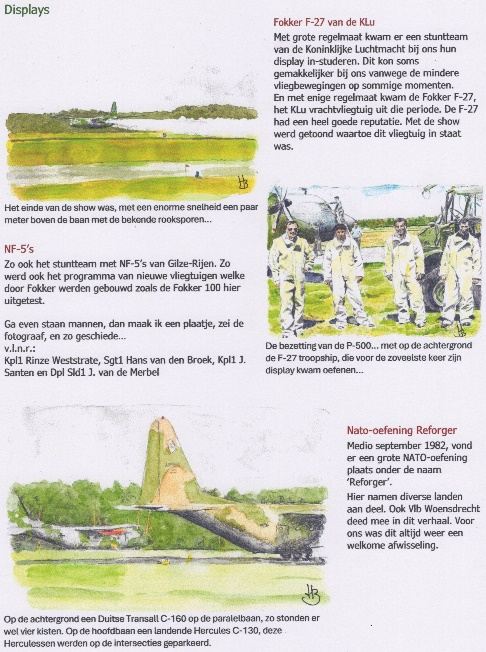 Displays
Fokker F-27 van de KLu
Met grote regelmaat kwam er een stuntteam
van de Koninklijke Luchtmacht bij ons hun
display in-studeren. Dit kon soms
gemakkelijker bij ons vanwege de mindere
vliegbewegingen op sommige momenten.
En met enige regelmaat kwam de Fokker F-27,
het KLu vrachtvliegtuig uit die periode. De F-27
had een heel goede reputatie. Met de show
werd getoond waartoe dit vliegtuig in staat
was.
Het einde van de show was, met een enorme snelheid een paar
meter boven de baan met de bekende rooksporen...
NF-5's
Zo ook het stuntteam met NF-5's van Gilze-Rijen. Zo
werd ook het programma van nieuwe vliegtuigen welke
door Fokker werden gebouwd zoals de Fokker 100 hier
uitgetest.
Ga even staan mannen, dan maak ik een plaatje, zei de
fotograaf, en zo geschiede...
v.l.n.r.:
Kpl1 Rinze Weststrate, Sgt1 Hans van den Broek, Kpl1 J.
Santen en Dpl Sld1 J. van de Merbel
De bezetting van de P-500... met op de achtergrond
de F-27 troopship, die voor de zoveelste keer zijn
display kwam oefenen...
Nato-oefening Reforger
Medio september 1982, vond
er een grote NATO-oefening
plaats onder de naam
'Reforger'.
Hier namen diverse landen
aan deel. Ook Vlb Woensdrecht
deed mee in dit verhaal. Voor
ons was dit altijd weer een
welkome afwisseling.
Op de achtergrond een Duitse Transall C-160 op de paralelbaan, zo stonden er
wel vier kisten. Op de hoofdbaan een landende Hercules C-130, deze
Herculessen werden op de intersecties geparkeerd.